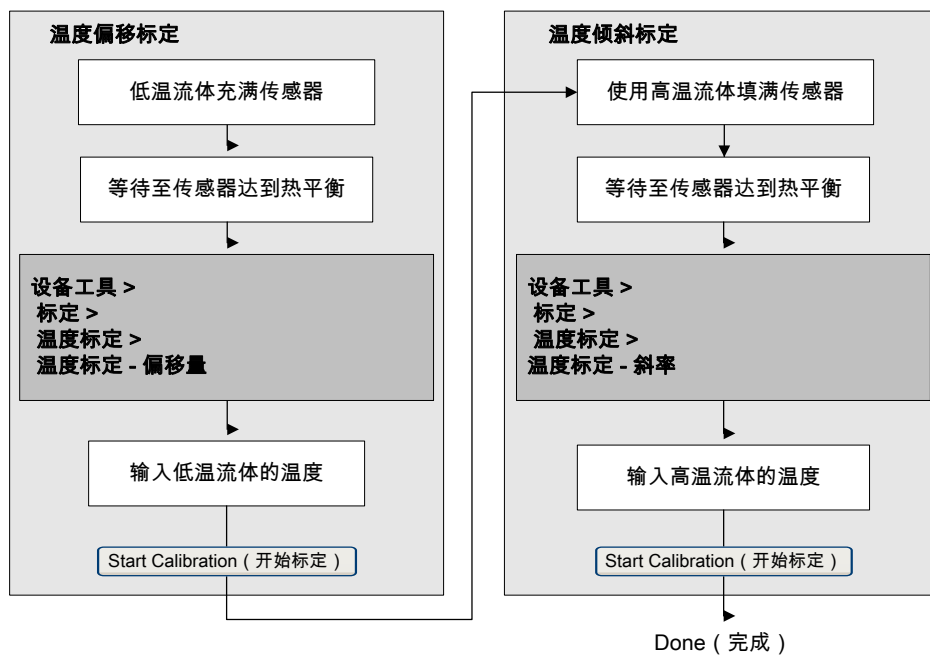 温度偏移标定
低温流体充满传感器
等待至传感器达到热平衡
设备工具 >
标定 >
温度标定 >
温度标定 - 偏移量
输入低温流体的温度
Start Calibration（开始标定）
温度倾斜标定
使用高温流体填满传感器
等待至传感器达到热平衡
设备工具 >
标定 >
温度标定 >
温度标定 - 斜率
输入高温流体的温度
Start Calibration（开始标定）
Done（完成）